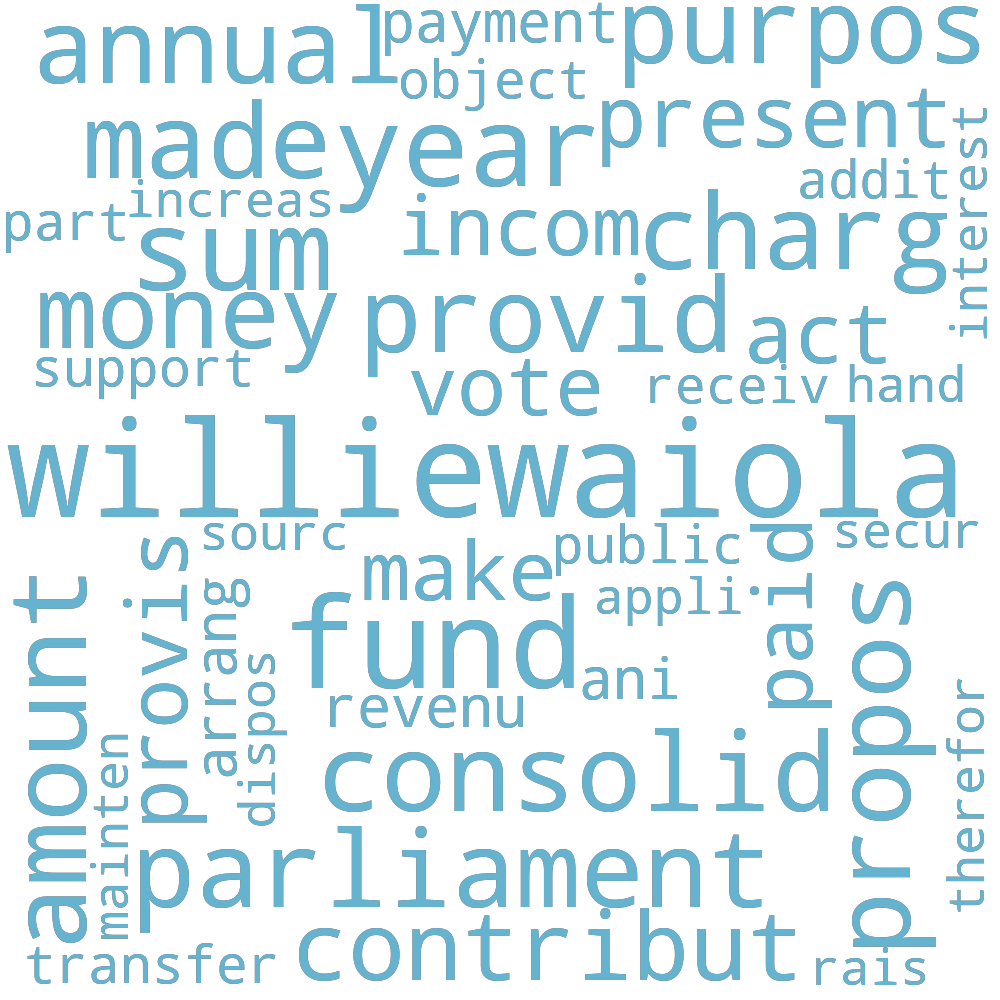 annual
payment
purpos
object
made
year
present
interest
addit
increas
part
sum
incom
charg
money
provid
act
support
vote
receiv
hand
williewaiola
sourc
make
public
paid
secur
amount
provis
arrang
fund
appli
propos
ani
dispos
revenu
therefor
mainten
consolid
parliament
contribut
transfer
rais